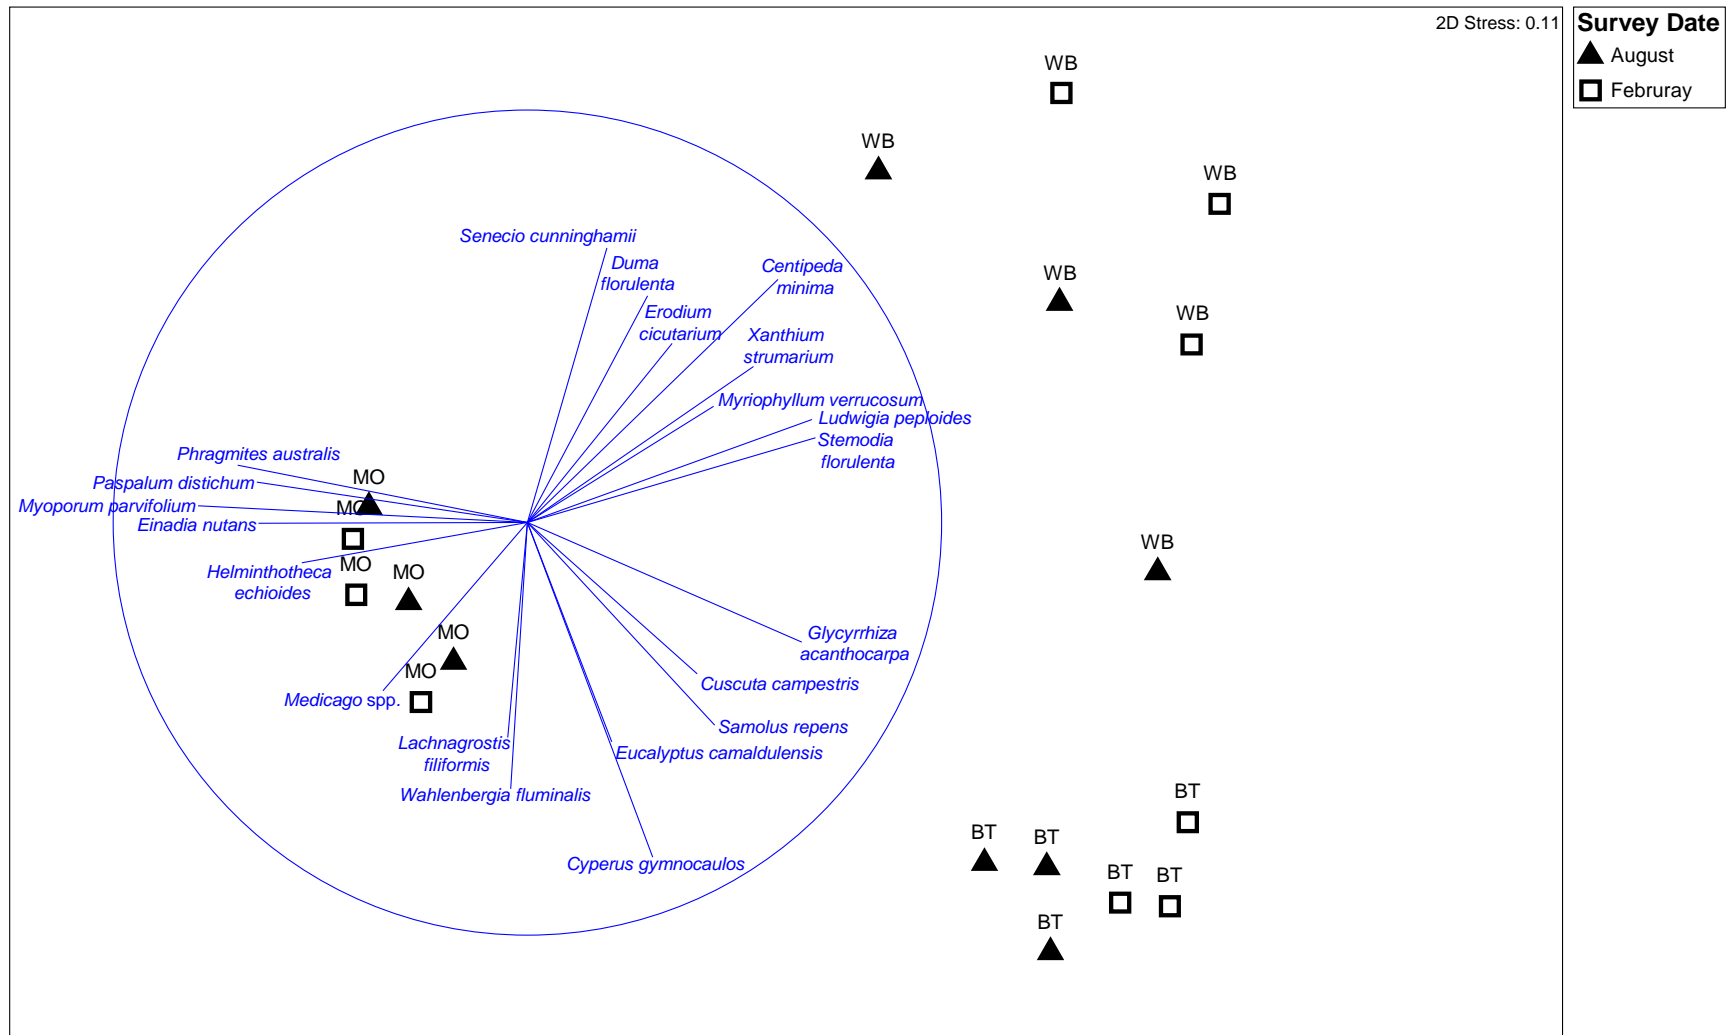 2D Stress: 0.11
Survey Date
August
Februray
WB
WB
WB
WB
WB
WB
Senecio cunninghamii
Duma
florulenta
Erodium
cicutarium
Centipeda
minima
Xanthium
strumarium
Myriophyllum verrucosum
Ludwigia peploides
Stemodia
florulenta
Phragmites australis
Paspalum distichum
Myoporum parvifolium
Einadia nutans
Helminthotheca
echioides
MO
MO
MO
MO
MO
MO
Medicago spp.
Lachnagrostis
filiformis
Wahlenbergia fluminalis
Cyperus gymnocaulos
Eucalyptus camaldulensis
Samolus repens
Cuscuta campestris
Glycyrrhiza
acanthocarpa
BT
BT
BT
BT
BT
BT